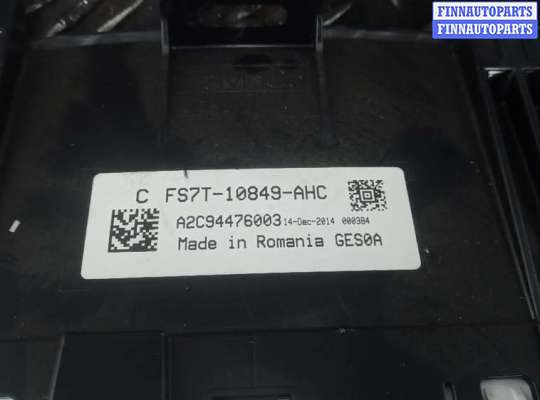 FINNAUTOPARTS
FINNAUTOPARTS
C FS7T-10849-AHC
A2C94476003 14-Dec-2014 000384
Made in Romania GES0A